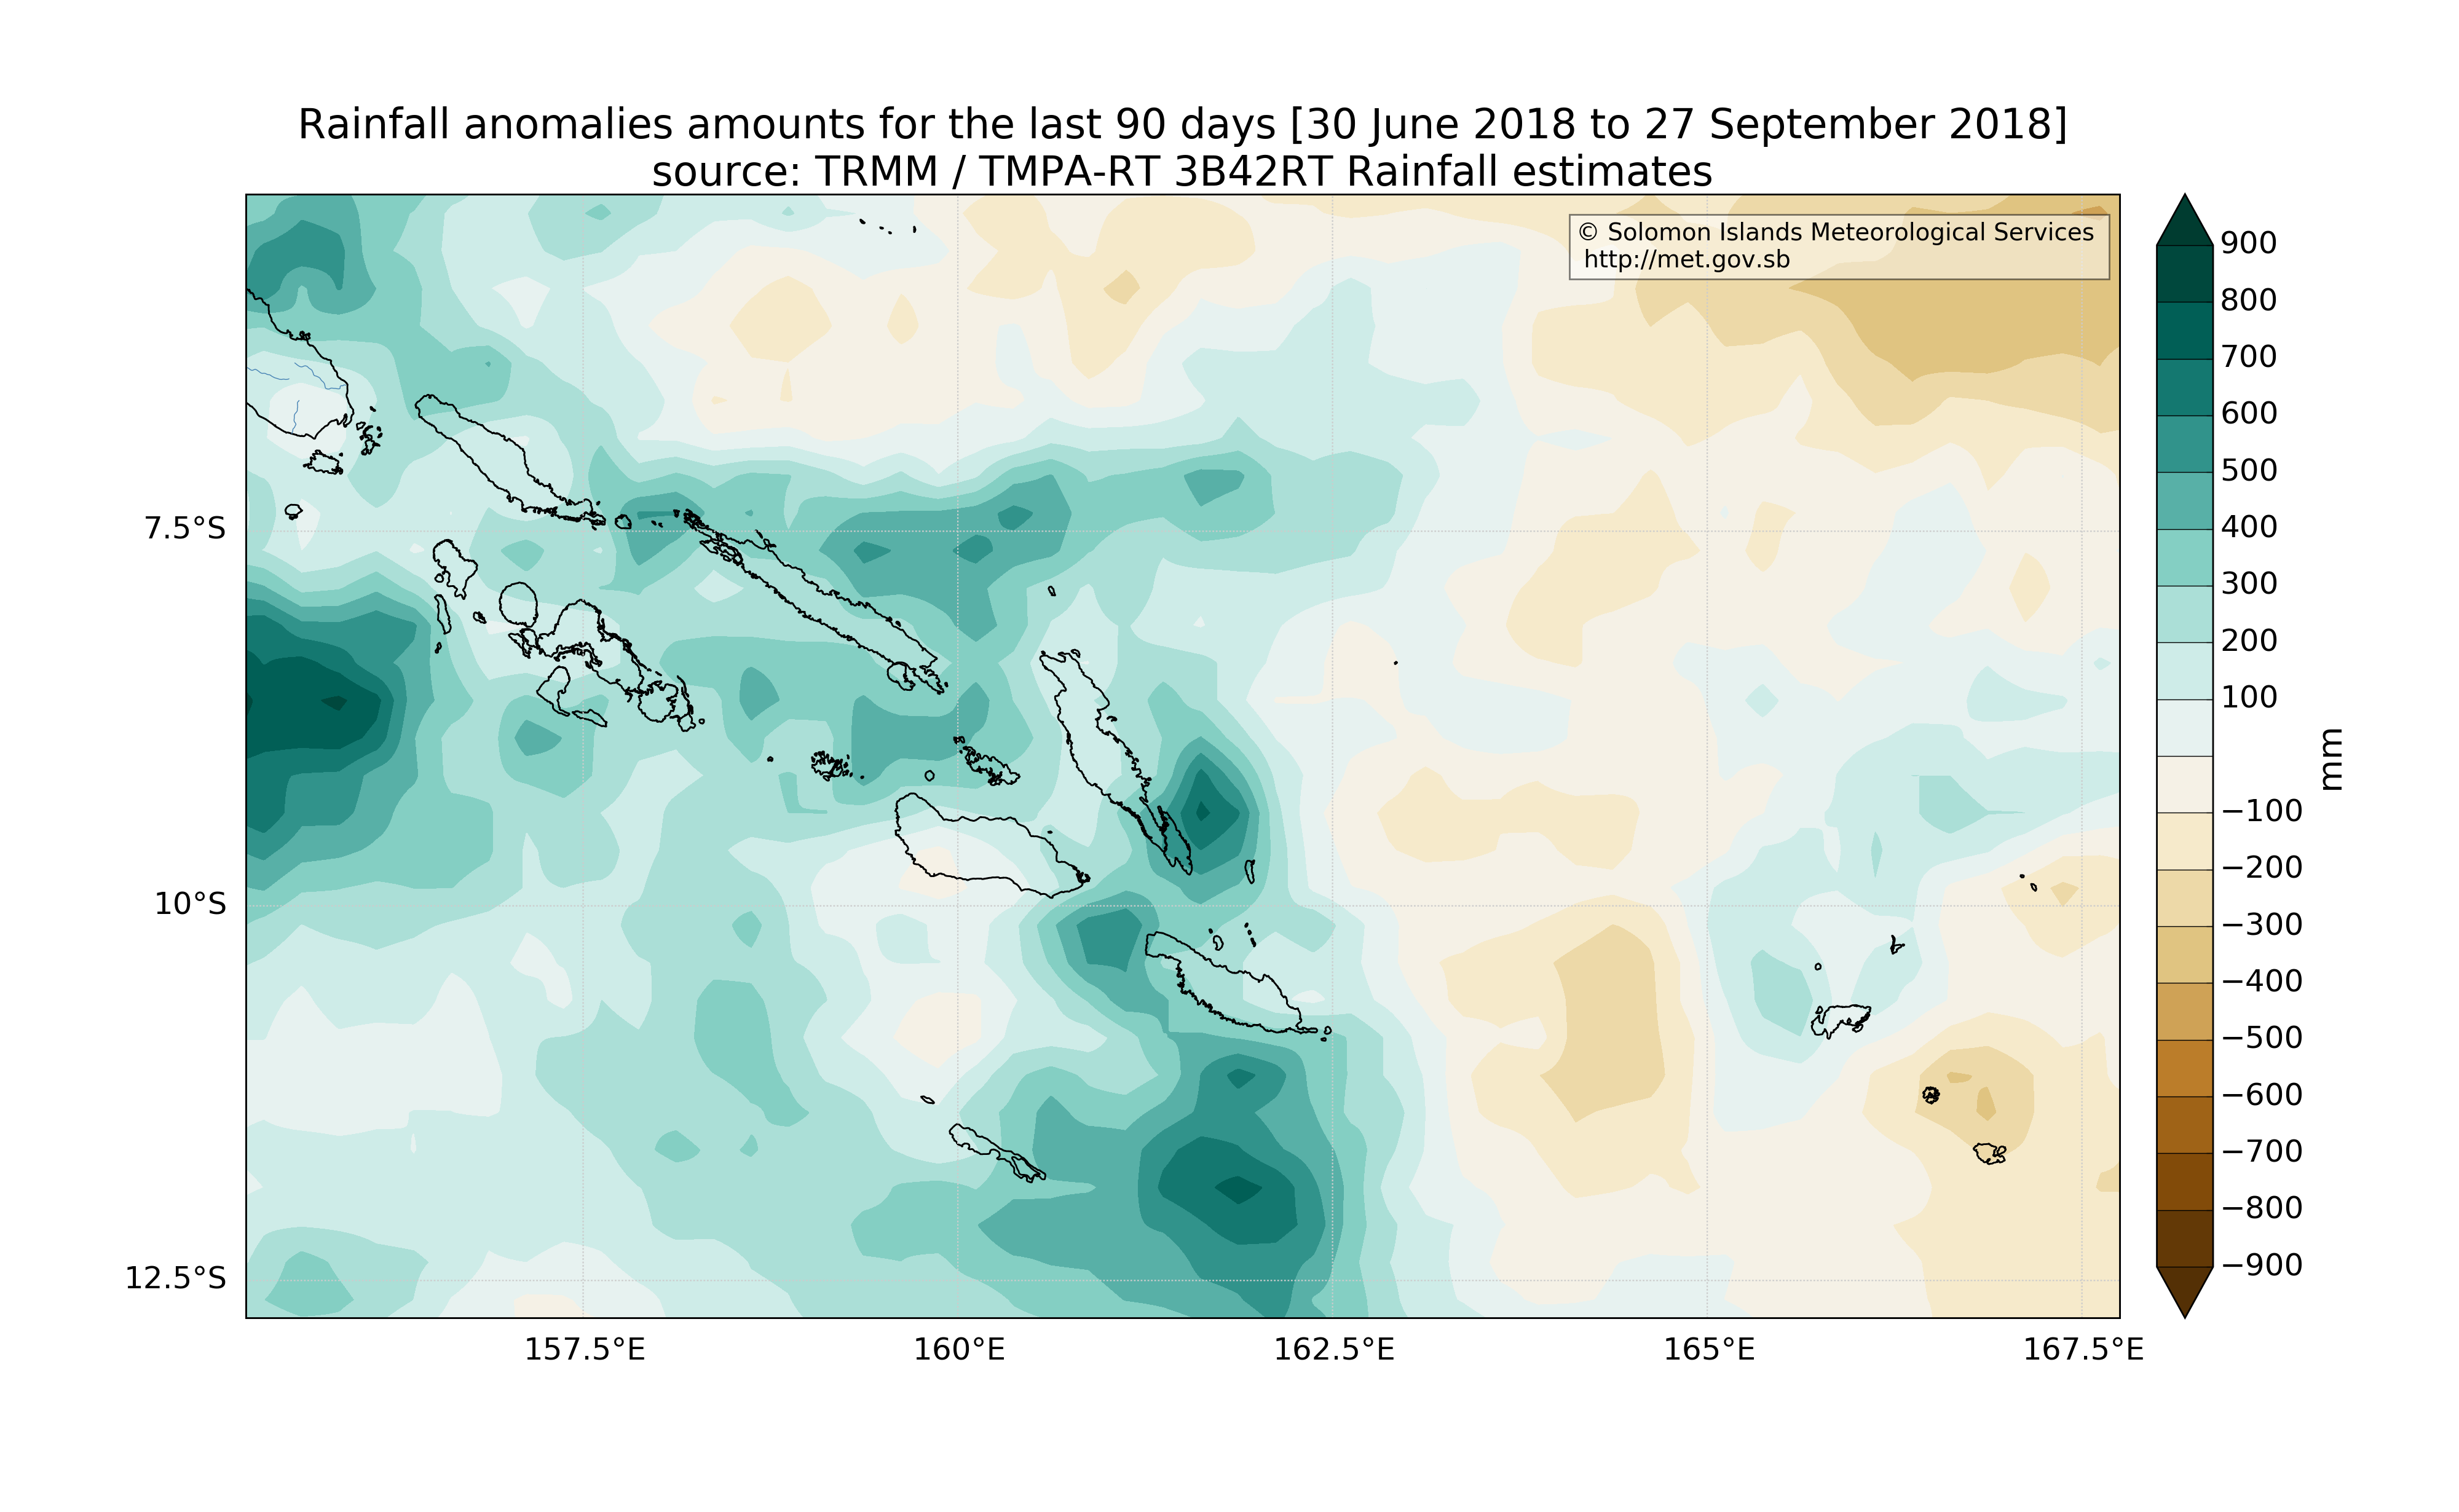 Rainfall anomalies amounts for the last 90 days [30 June 2018 to 27 September 2018]
source: TRMM / TMPA-RT 3B42RT Rainfall estimates
© Solomon Islands Meteorological Services
http://met.gov.sb
7.5°S
10°S
12.5°S
157.5°E
160°E
162.5°E
165°E
167.5°E
900
800
700
600
500
400
300
200
100
−100
−200
−300
−400
−500
−600
−700
−800
−900
mm